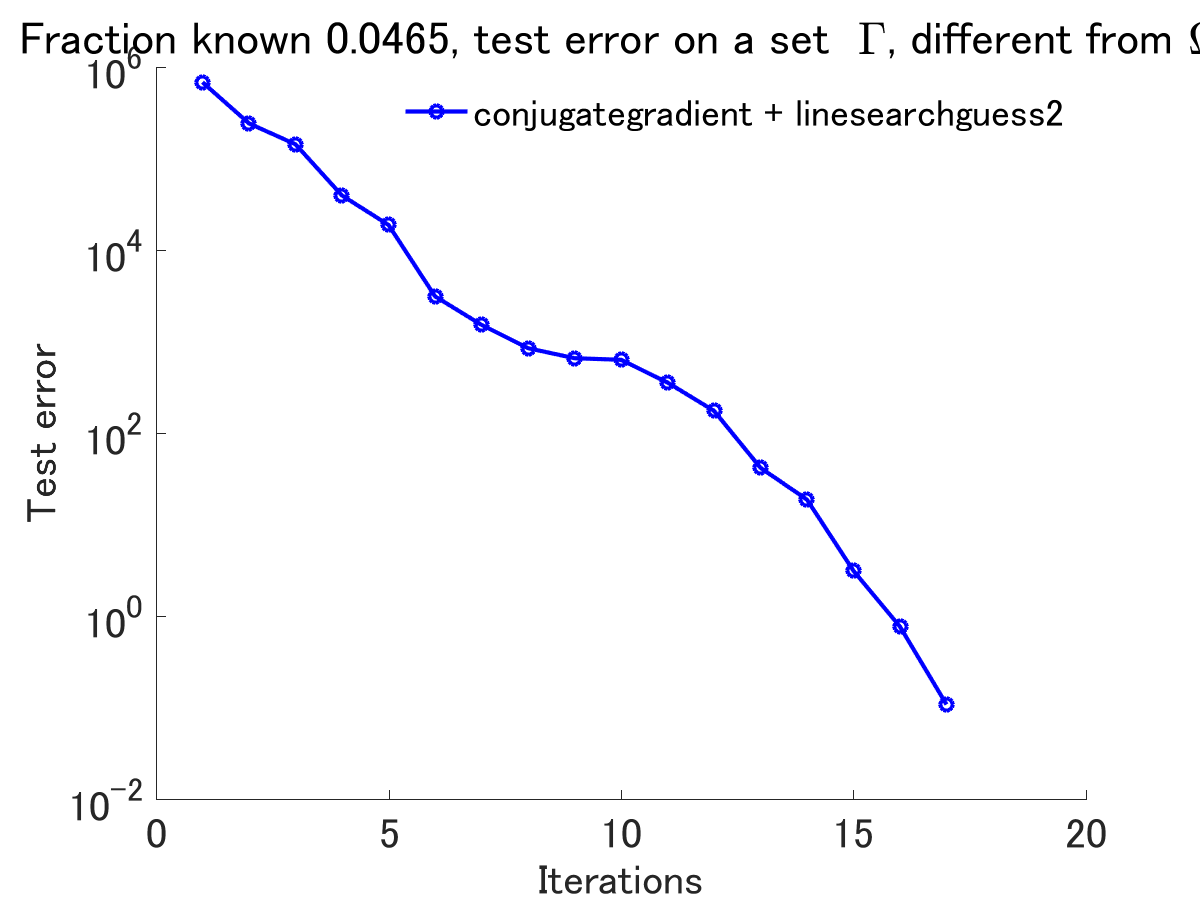 Fraction known 0.0465, test error on a set Γ, different from Ω
10^6
conjugategradient + linesearchguess2
10^4
Test error
10^2
10^0
10^-2
0 5 10 15 20
Iterations